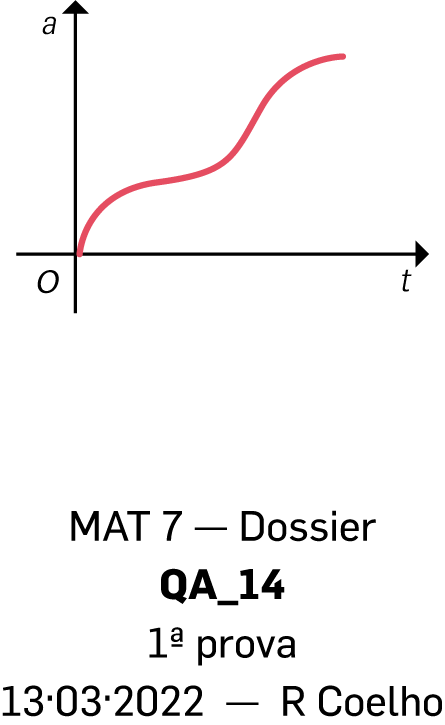 a
O
t
MAT 7 — Dossier
QA_14
1ª prova
13·03·2022 — R Coelho